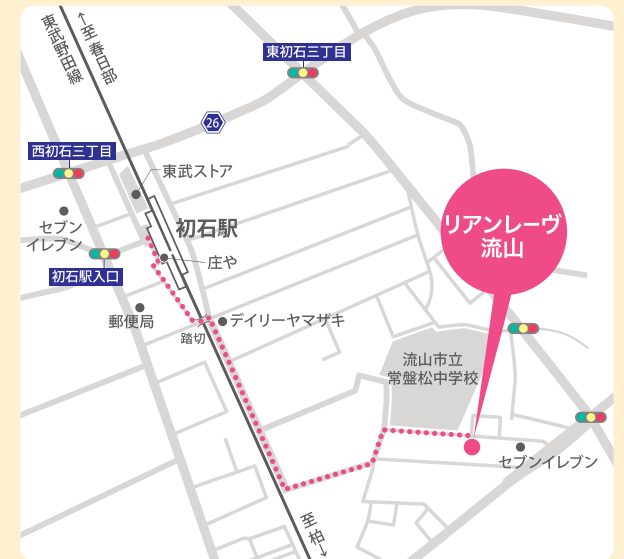 東武野田線
↑至春日部
東初石三丁目
26
西初石三丁目
東武ストア
セブン
イレブン
初石駅
リアンレーヴ
流山
初石駅入口
庄や
郵便局
デイリーヤマザキ
踏切
流山市立
常盤松中学校
セブンイレブン
至柏↓